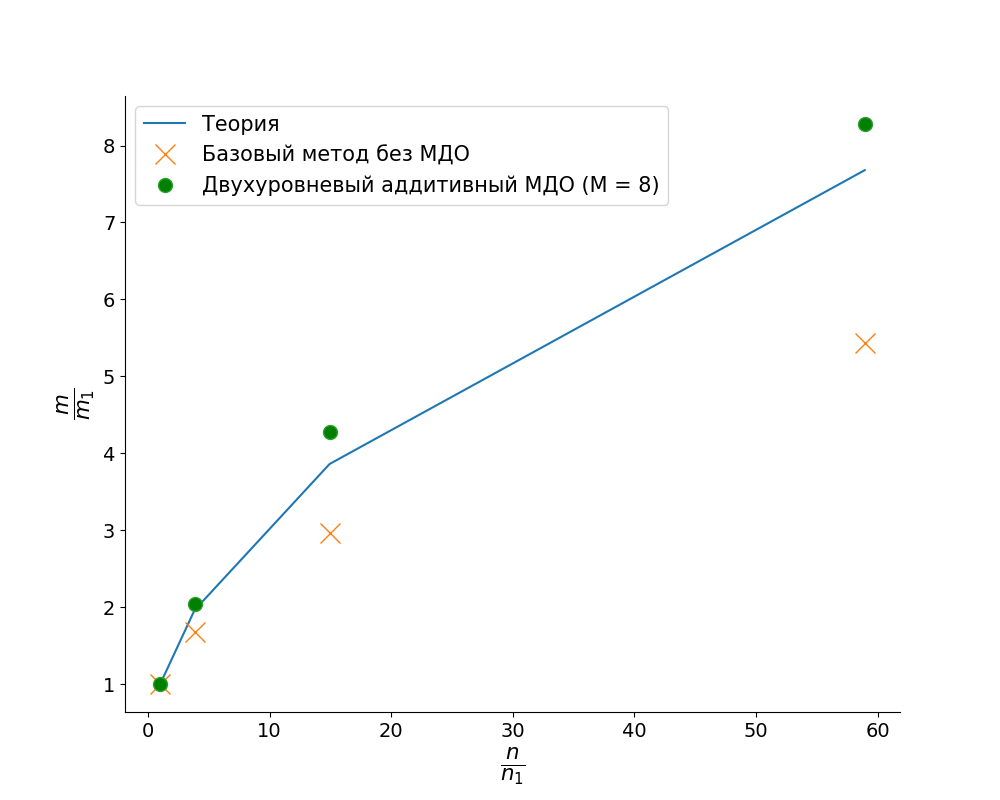 Теория
Базовый метод без МДО
Двухуровневый аддитивный МДО (M = 8)
8
7
6
5
4
3
2
1
m
m₁
0 10 20 30 40 50 60
n
n₁